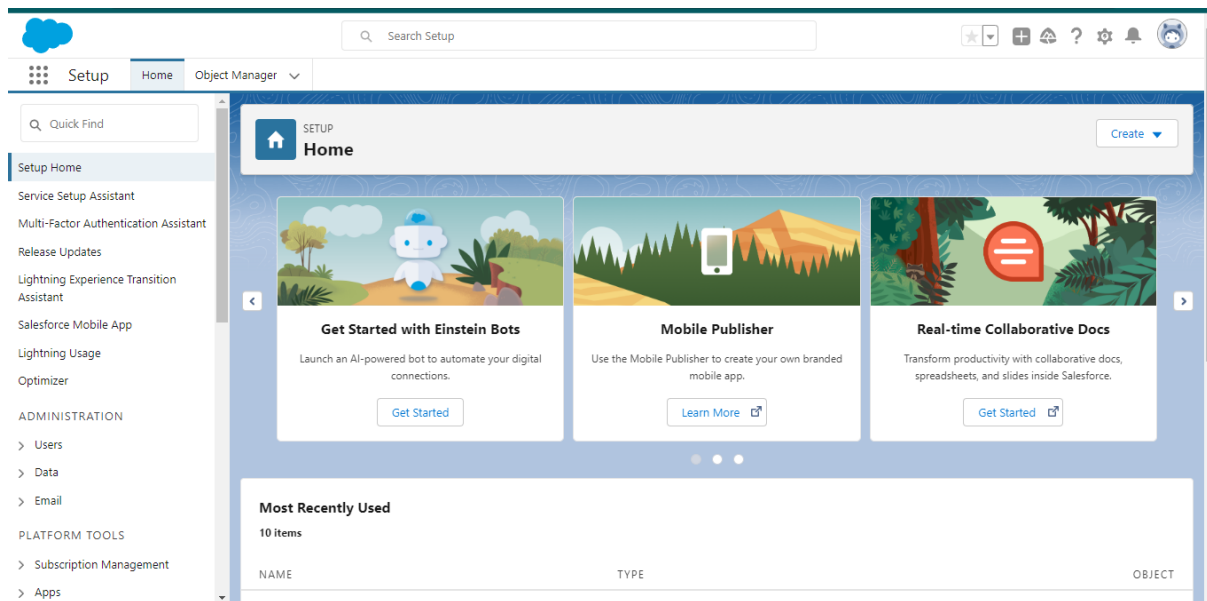 Search Setup
Setup
Home
Object Manager
Quick Find
Setup Home
Service Setup Assistant
Multi-Factor Authentication Assistant
Release Updates
Lightning Experience Transition
Assistant
Salesforce Mobile App
Lightning Usage
Optimizer
ADMINISTRATION
Users
Data
Email
PLATFORM TOOLS
Subscription Management
Apps
SETUP
Home
Create
Get Started with Einstein Bots
Launch an AI-powered bot to automate your digital
connections.
Get Started
Mobile Publisher
Use the Mobile Publisher to create your own branded
mobile app.
Learn More
Real-time Collaborative Docs
Transform productivity with collaborative docs,
spreadsheets, and slides inside Salesforce.
Get Started
Most Recently Used
10 items
NAME TYPE OBJECT